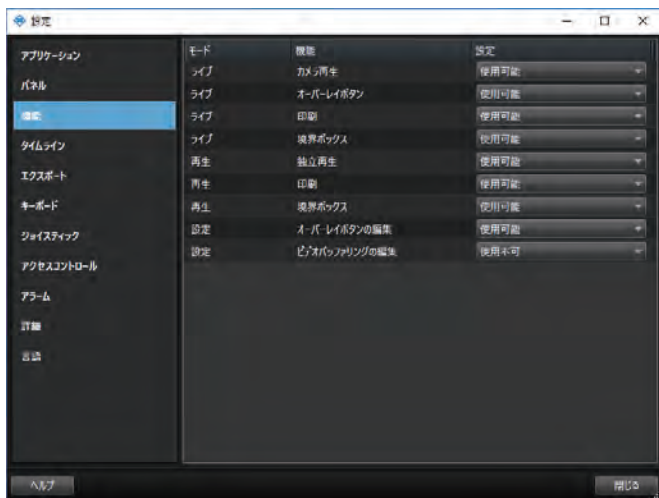 設定
アプリケーション
パネル
機能
タイムライン
エクスポート
キーボード
ジョイスティック
アクセスコントロール
アラーム
詳細
言語
モード 機能 設定
ライブ カメラ再生 使用可能
ライブ オーバーレイボタン 使用可能
ライブ 印刷 使用可能
ライブ 境界ボックス 使用可能
再生 独立再生 使用可能
再生 印刷 使用可能
再生 境界ボックス 使用可能
設定 オーバーレイボタンの編集 使用可能
設定 ビデオバッファリングの編集 使用不可
ヘルプ 閉じる